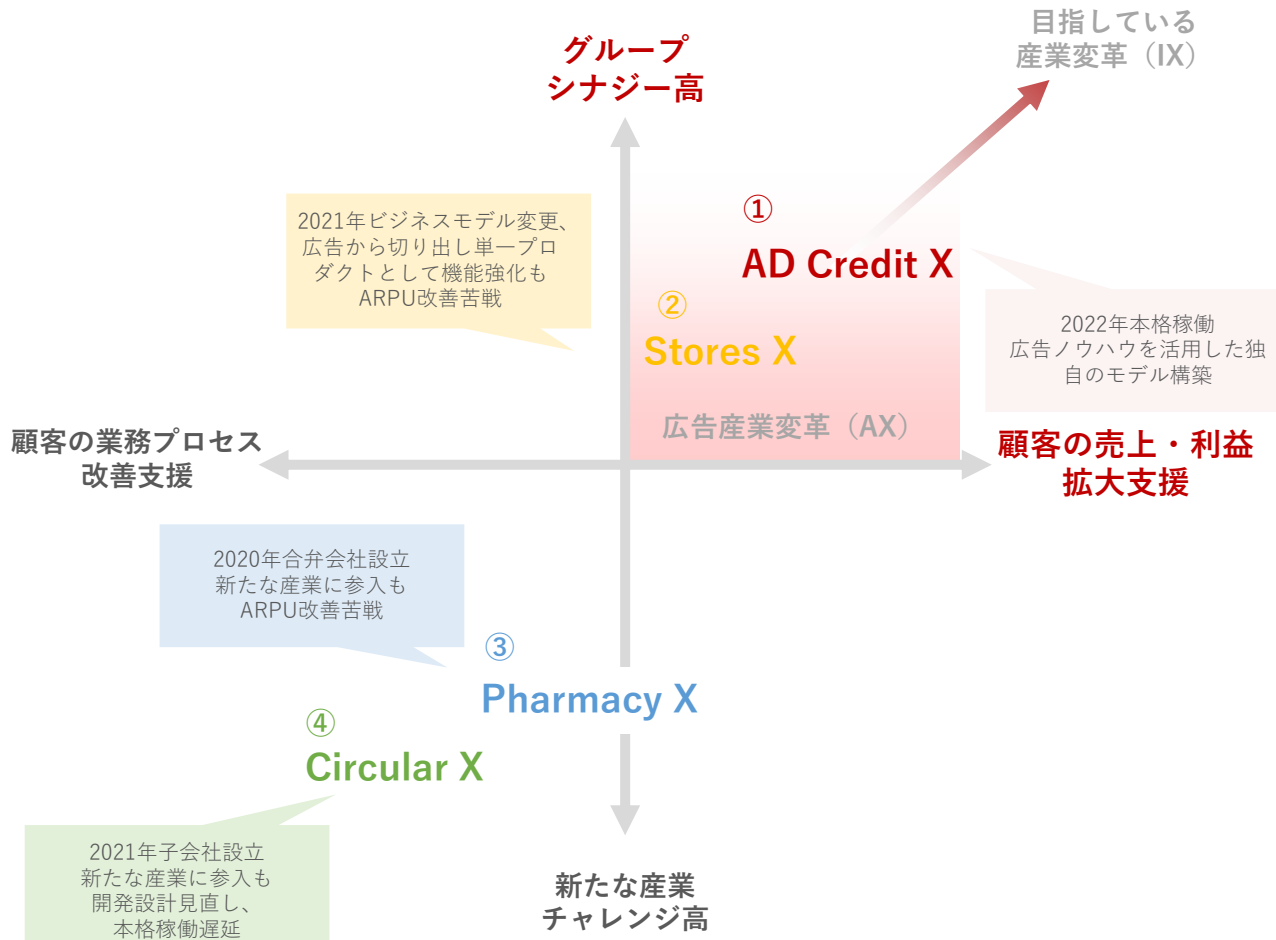 目指している
産業変革（IX）
グループ
シナジー高
2021年ビジネスモデル変更、
広告から切り出し単一プロ
ダクトとして機能強化も
ARPU改善苦戦
①
AD Credit X
②
Stores X
2022年本格稼働
広告ノウハウを活用した独
自のモデル構築
広告産業変革（AX）
顧客の業務プロセス
改善支援
顧客の売上・利益
拡大支援
2020年合弁会社設立
新たな産業に参入も
ARPU改善苦戦
③
Pharmacy X
④
Circular X
2021年子会社設立
新たな産業に参入も
開発設計見直し、
本格稼働遅延
新たな産業
チャレンジ高